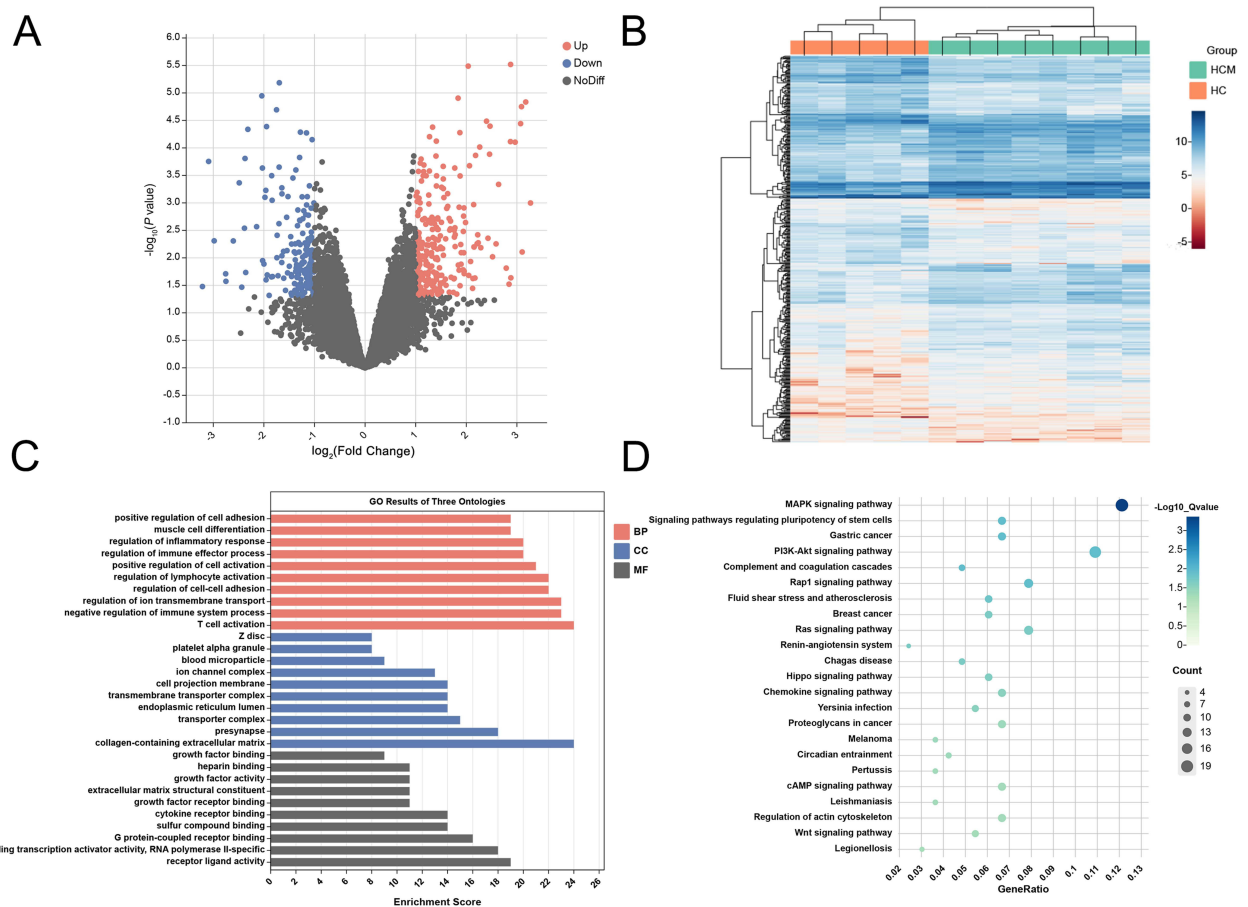 A
6.0
5.5
5.0
4.5
4.0
3.5
3.0
2.5
2.0
1.5
1.0
0.5
0.0
-0.5
-1.0
-log10(P value)
-3
-2
-1
0
1
2
3
log2(Fold Change)
Up
Down
NoDiff
B
Group
HCM
HC
10
5
0
-5
C
GO Results of Three Ontologies
positive regulation of cell adhesion
muscle cell differentiation
regulation of inflammatory response
regulation of immune effector process
positive regulation of cell activation
regulation of lymphocyte activation
regulation of cell-cell adhesion
regulation of ion transmembrane transport
negative regulation of immune system process
T cell activation
Z disc
platelet alpha granule
blood microparticle
ion channel complex
cell projection membrane
transmembrane transporter complex
endoplasmic reticulum lumen
transporter complex
presynapse
collagen-containing extracellular matrix
growth factor binding
heparin binding
growth factor activity
extracellular matrix structural constituent
growth factor receptor binding
cytokine receptor binding
sulfur compound binding
G protein-coupled receptor binding
ling transcription activator activity, RNA polymerase II-specific
receptor ligand activity
0
2
4
6
8
10
12
14
16
18
20
22
24
26
Enrichment Score
BP
CC
MF
D
MAPK signaling pathway
Signaling pathways regulating pluripotency of stem cells
Gastric cancer
PI3K-Akt signaling pathway
Complement and coagulation cascades
Rap1 signaling pathway
Fluid shear stress and atherosclerosis
Breast cancer
Ras signaling pathway
Renin-angiotensin system
Chagas disease
Hippo signaling pathway
Chemokine signaling pathway
Yersinia infection
Proteoglycans in cancer
Melanoma
Circadian entrainment
Pertussis
cAMP signaling pathway
Leishmaniasis
Regulation of actin cytoskeleton
Wnt signaling pathway
Legionellosis
0.02
0.03
0.04
0.05
0.06
0.07
0.08
0.09
0.1
0.11
0.12
0.13
GeneRatio
-Log10_Qvalue
3
2.5
2
1.5
1
0.5
0
Count
4
7
10
13
16
19